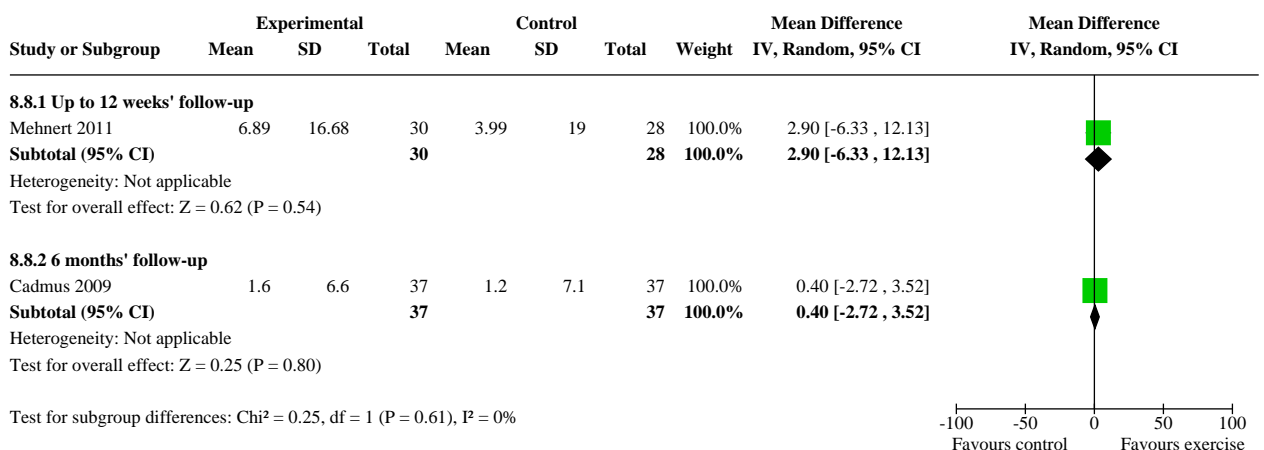 Experimental Control Mean Difference Mean Difference
Study or Subgroup Mean SD Total Mean SD Total Weight IV, Random, 95% CI IV, Random, 95% CI
8.8.1 Up to 12 weeks' follow-up
Mehnert 2011 6.89 16.68 30 3.99 19 28 100.0% 2.90 [-6.33 , 12.13]
Subtotal (95% CI) 30 28 100.0% 2.90 [-6.33 , 12.13]
Heterogeneity: Not applicable
Test for overall effect: Z = 0.62 (P = 0.54)
8.8.2 6 months' follow-up
Cadmus 2009 1.6 6.6 37 1.2 7.1 37 100.0% 0.40 [-2.72 , 3.52]
Subtotal (95% CI) 37 37 100.0% 0.40 [-2.72 , 3.52]
Heterogeneity: Not applicable
Test for overall effect: Z = 0.25 (P = 0.80)
Test for subgroup differences: Chi² = 0.25, df = 1 (P = 0.61), I² = 0%
-100 -50 0 50 100
Favours control Favours exercise